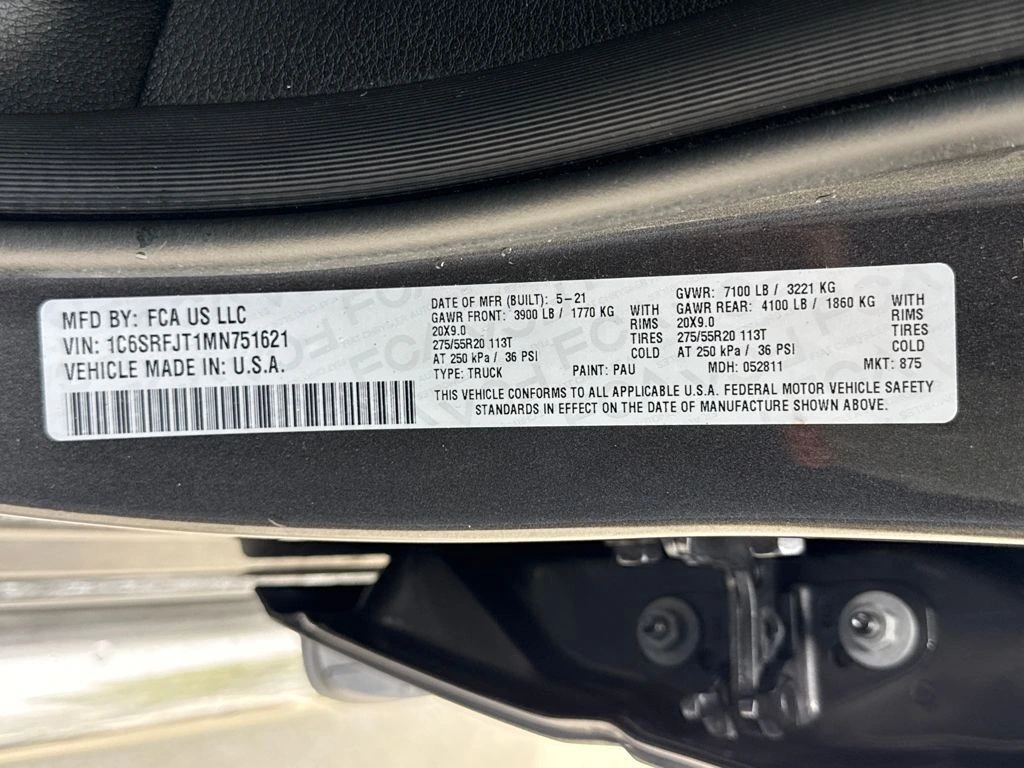 MFD BY: FCA US LLC
VIN: 1C6SRFJT1MN751621
VEHICLE MADE IN: U.S.A.
DATE OF MFR (BUILT): 5-21
GAWR FRONT: 3900 LB / 1770 KG WITH
20X9.0 RIMS
275/55R20 113T TIRES
AT 250 kPa / 36 PSI COLD
TYPE: TRUCK PAINT: PAU
GVWR: 7100 LB / 3221 KG
GAWR REAR: 4100 LB / 1860 KG WITH
20X9.0 RIMS
275/55R20 113T TIRES
AT 250 kPa / 36 PSI COLD
MDH: 052811 MKT: 875
THIS VEHICLE CONFORMS TO ALL APPLICABLE U.S.A. FEDERAL MOTOR VEHICLE SAFETY
STANDARDS IN EFFECT ON THE DATE OF MANUFACTURE SHOWN ABOVE.